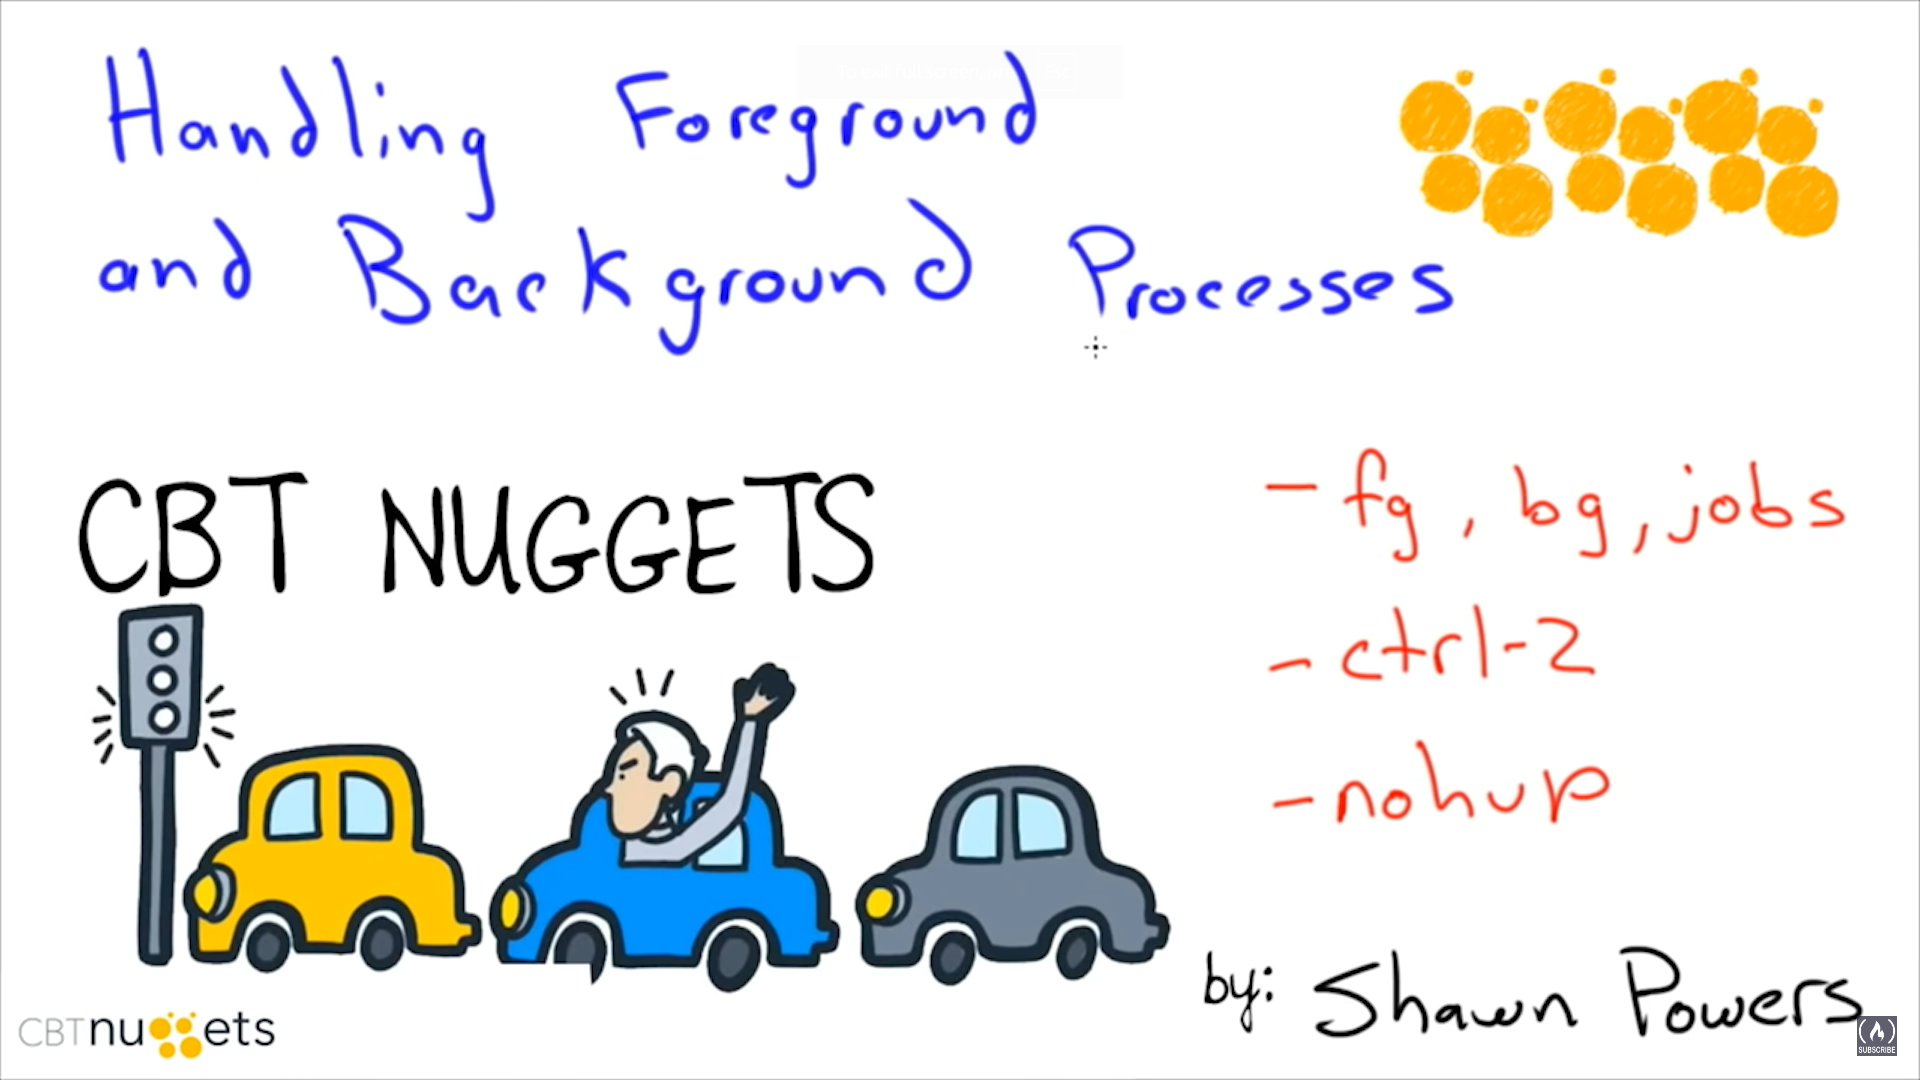 Handling Foreground
and Background Processes
CBT NUGGETS
- fg, bg, jobs
- ctrl-z
- nohup
by: Shawn Powers
CBTnuggets
SUBSCRIBE